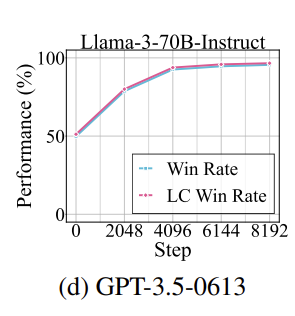 Llama-3-70B-Instruct
Performance (%)
100
50
0
Win Rate
LC Win Rate
0 2048 4096 6144 8192
Step
(d) GPT-3.5-0613